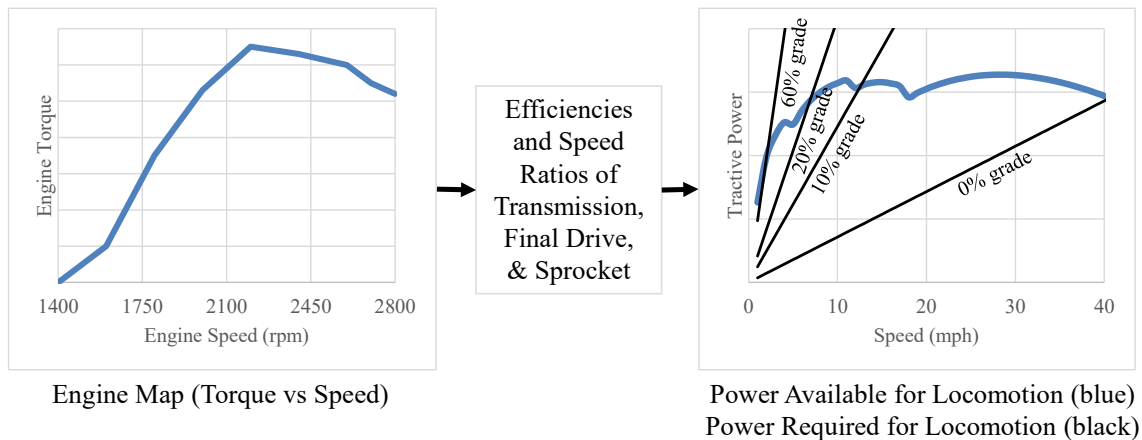 Engine Torque
1400 1750 2100 2450 2800
Engine Speed (rpm)
Engine Map (Torque vs Speed)
Efficiencies
and Speed
Ratios of
Transmission,
Final Drive,
& Sprocket
Tractive Power
60% grade
20% grade
10% grade
0% grade
0 10 20 30 40
Speed (mph)
Power Available for Locomotion (blue)
Power Required for Locomotion (black)